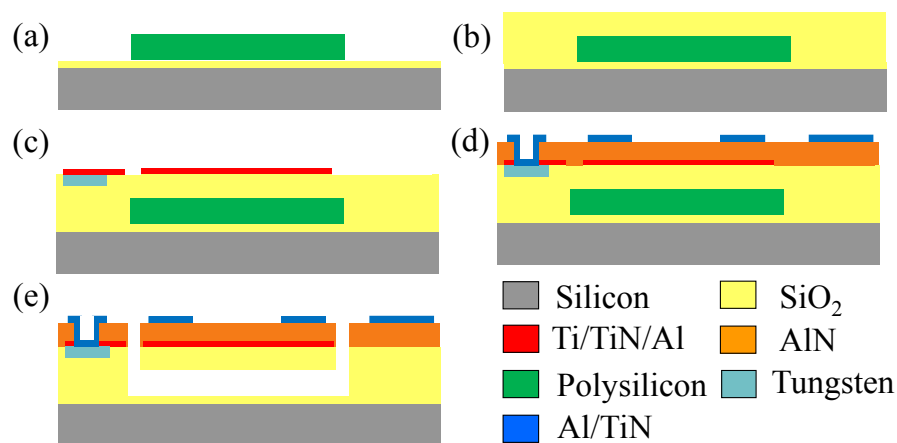 (a)
(b)
(c)
(d)
(e)
Silicon
SiO2
Ti/TiN/Al
AlN
Polysilicon
Tungsten
Al/TiN